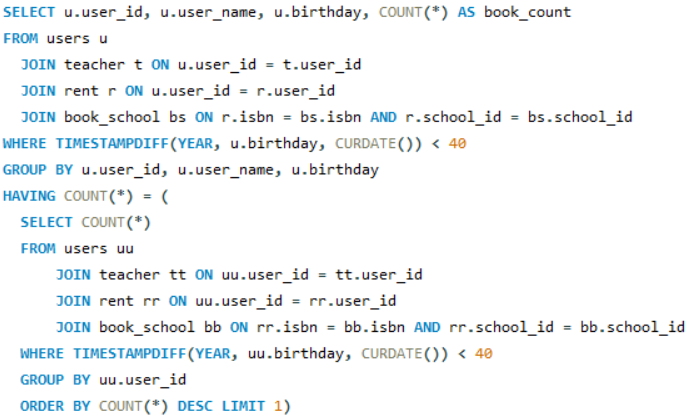 SELECT u.user_id, u.user_name, u.birthday, COUNT(*) AS book_count
FROM users u
  JOIN teacher t ON u.user_id = t.user_id
  JOIN rent r ON u.user_id = r.user_id
  JOIN book_school bs ON r.isbn = bs.isbn AND r.school_id = bs.school_id
WHERE TIMESTAMPDIFF(YEAR, u.birthday, CURDATE()) < 40
GROUP BY u.user_id, u.user_name, u.birthday
HAVING COUNT(*) = (
  SELECT COUNT(*)
  FROM users uu
      JOIN teacher tt ON uu.user_id = tt.user_id
      JOIN rent rr ON uu.user_id = rr.user_id
      JOIN book_school bb ON rr.isbn = bb.isbn AND rr.school_id = bb.school_id
  WHERE TIMESTAMPDIFF(YEAR, uu.birthday, CURDATE()) < 40
  GROUP BY uu.user_id
  ORDER BY COUNT(*) DESC LIMIT 1)